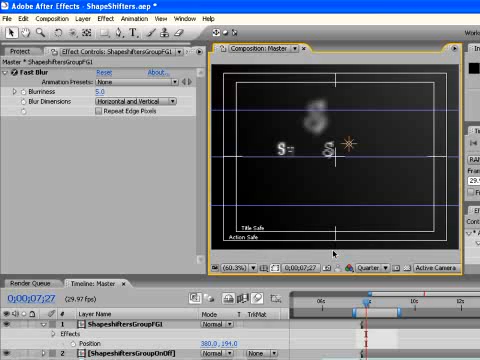 Adobe After Effects - ShapeShifters.aep *
File Edit Composition Layer Effect Animation View Window Help
Project Effect Controls: ShapeshiftersGroupFG1 Composition: Master
Master * ShapeshiftersGroupFG1
Fast Blur Reset About...
Animation Presets: None
Blurriness 5.0
Blur Dimensions Horizontal and Vertical
Repeat Edge Pixels
S
S= S
Title Safe
Action Safe
(60.3%) 0;00;07;27 Quarter Active Camera
Render Queue Timeline: Master
0;00;07;27 (29.97 fps)
06s 10s 12s
# Layer Name Mode T TrkMat
1 ShapeshiftersGroupFG1 Normal
Effects
Position 380.0,194.0
2 [ShapeshiftersGroupOnOff] Normal